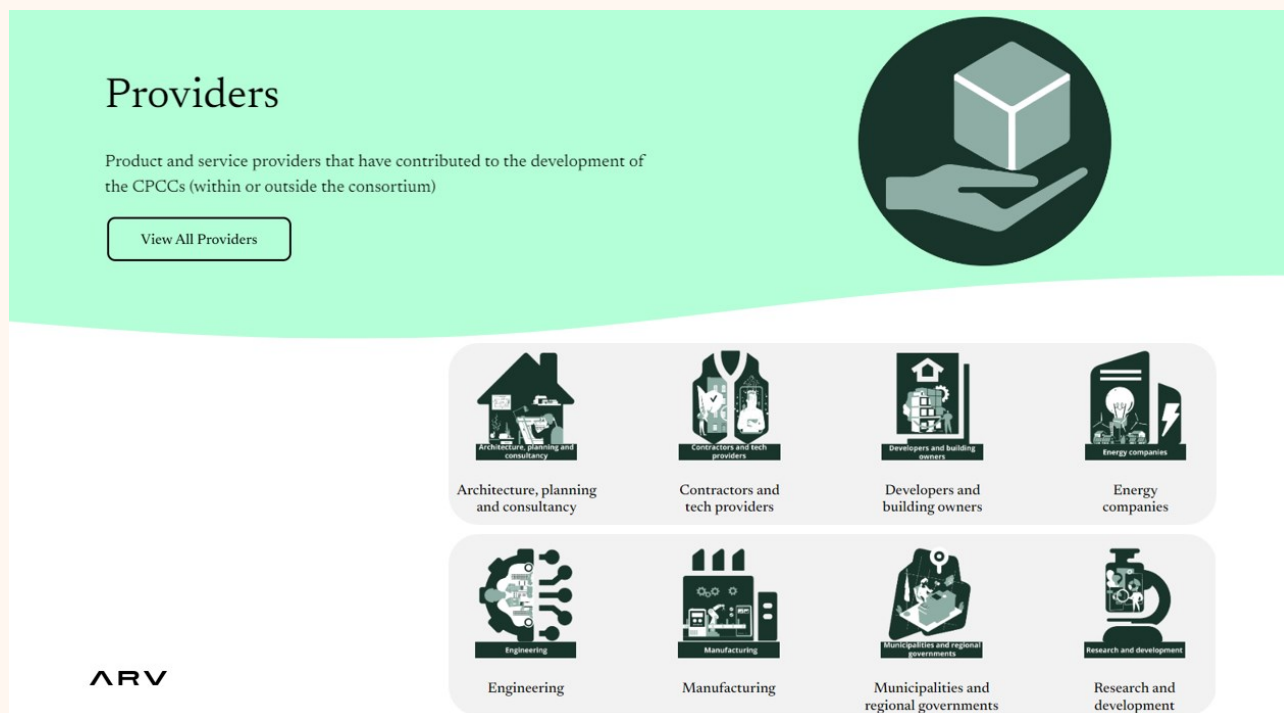 Providers
Product and service providers that have contributed to the development of
the CPCCs (within or outside the consortium)
View All Providers
Architecture, planning and
consultancy
Contractors and tech
providers
Developers and building
owners
Energy companies
Architecture, planning
and consultancy
Contractors and
tech providers
Developers and
building owners
Energy
companies
Engineering
Manufacturing
Municipalities and regional
governments
Research and development
Engineering
Manufacturing
Municipalities and
regional governments
Research and
development
ARV